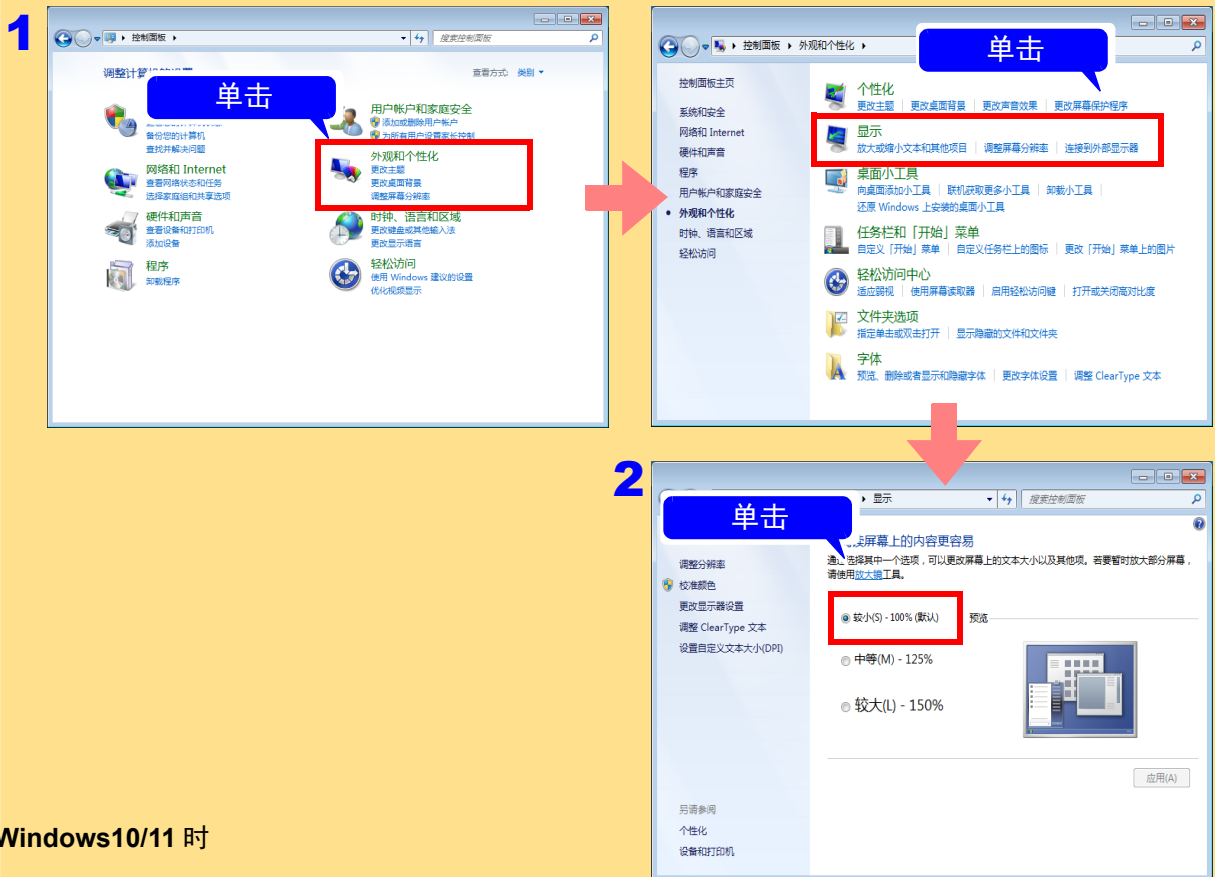 1
控制面板
搜索控制面板
查看方式: 类别
单击
备份您的计算机
查找并解决问题
网络和 Internet
查看网络状态和任务
选择家庭组和共享选项
硬件和声音
查看设备和打印机
添加设备
程序
卸载程序
用户帐户和家庭安全
添加或删除用户帐户
为所有用户设置家长控制
外观和个性化
更改主题
更改桌面背景
调整屏幕分辨率
时钟、语言和区域
更改键盘或其他输入法
更改显示语言
轻松访问
使用 Windows 建议的设置
优化视频显示
控制面板 外观和个性化
单击
控制面板主页
系统和安全
网络和 Internet
硬件和声音
程序
用户帐户和家庭安全
外观和个性化
时钟、语言和区域
轻松访问
个性化
更改主题 更改桌面背景 更改声音效果 更改屏幕保护程序
显示
放大或缩小文本和其他项目 调整屏幕分辨率 连接到外部显示器
桌面小工具
向桌面添加小工具 联机获取更多小工具 卸载小工具
还原 Windows 上安装的桌面小工具
任务栏和「开始」菜单
自定义「开始」菜单 自定义任务栏上的图标 更改「开始」菜单上的图片
轻松访问中心
适应弱视 使用屏幕读取器 启用轻松访问键 打开或关闭高对比度
文件夹选项
指定单击或双击打开 显示隐藏的文件和文件夹
字体
预览、删除或者显示和隐藏字体 更改字体设置 调整 ClearType 文本
2
显示
搜索控制面板
单击
屏幕上的内容更容易
选择其中一个选项，可以更改屏幕上的文本大小以及其他项。若要暂时放大部分屏幕，
请使用放大镜工具。
调整分辨率
校准颜色
更改显示器设置
调整 ClearType 文本
设置自定义文本大小(DPI)
较小(S) - 100% (默认)
预览
中等(M) - 125%
较大(L) - 150%
应用(A)
另请参阅
个性化
设备和打印机
Windows10/11 时